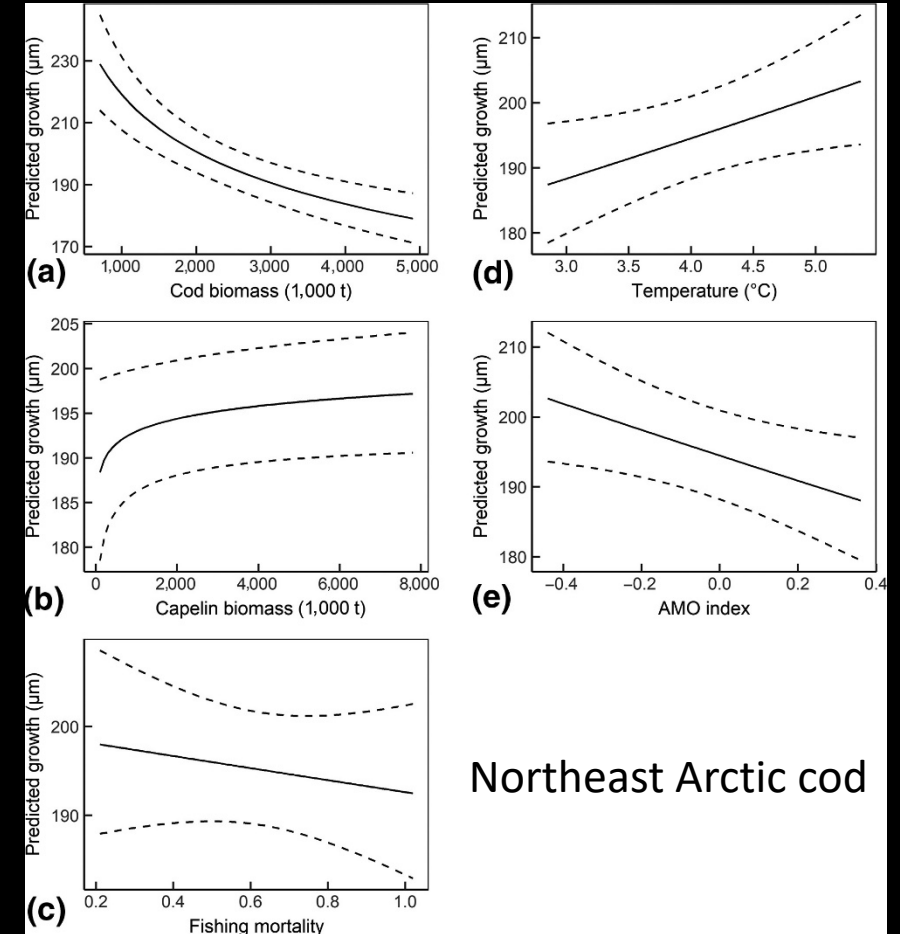 Predicted growth (µm)
230
210
190
170
1,000 2,000 3,000 4,000 5,000
(a)
Cod biomass (1,000 t)
Predicted growth (µm)
210
200
190
180
3.0 3.5 4.0 4.5 5.0
(d)
Temperature (°C)
Predicted growth (µm)
205
200
195
190
185
180
0 2,000 4,000 6,000 8,000
(b)
Capelin biomass (1,000 t)
Predicted growth (µm)
210
200
190
180
−0.4 −0.2 0.0 0.2 0.4
(e)
AMO index
Predicted growth (µm)
200
190
0.2 0.4 0.6 0.8 1.0
(c)
Fishing mortality
Northeast Arctic cod